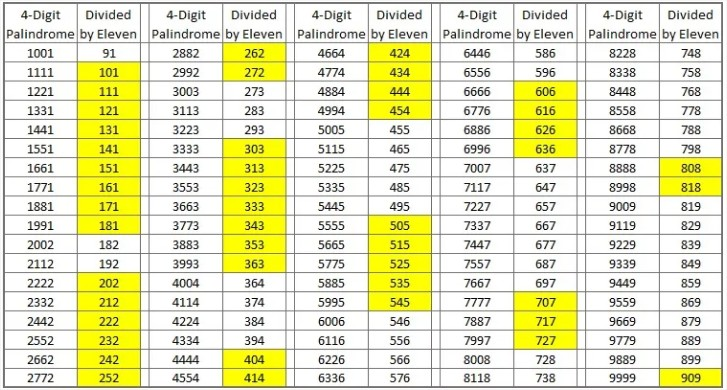 4-Digit Divided 4-Digit Divided 4-Digit Divided 4-Digit Divided 4-Digit Divided
Palindrome by Eleven Palindrome by Eleven Palindrome by Eleven Palindrome by Eleven Palindrome by Eleven
1001 91 2882 262 4664 424 6446 586 8228 748
1111 101 2992 272 4774 434 6556 596 8338 758
1221 111 3003 273 4884 444 6666 606 8448 768
1331 121 3113 283 4994 454 6776 616 8558 778
1441 131 3223 293 5005 455 6886 626 8668 788
1551 141 3333 303 5115 465 6996 636 8778 798
1661 151 3443 313 5225 475 7007 637 8888 808
1771 161 3553 323 5335 485 7117 647 8998 818
1881 171 3663 333 5445 495 7227 657 9009 819
1991 181 3773 343 5555 505 7337 667 9119 829
2002 182 3883 353 5665 515 7447 677 9229 839
2112 192 3993 363 5775 525 7557 687 9339 849
2222 202 4004 364 5885 535 7667 697 9449 859
2332 212 4114 374 5995 545 7777 707 9559 869
2442 222 4224 384 6006 546 7887 717 9669 879
2552 232 4334 394 6116 556 7997 727 9779 889
2662 242 4444 404 6226 566 8008 728 9889 899
2772 252 4554 414 6336 576 8118 738 9999 909